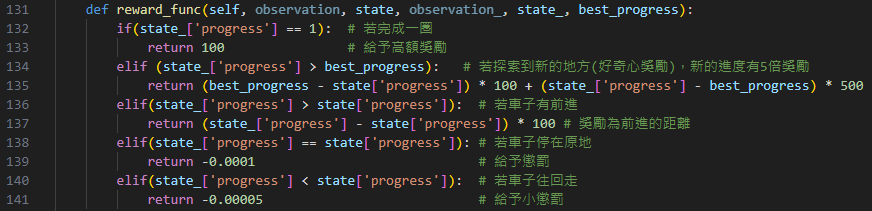 131 def reward_func(self, observation, state, observation_, state_, best_progress):
132 if(state_['progress'] == 1): # 若完成一圈
133 return 100 # 給予高額獎勵
134 elif (state_['progress'] > best_progress): # 若探索到新的地方(好奇心獎勵)，新的進度有5倍獎勵
135 return (best_progress - state['progress']) * 100 + (state_['progress'] - best_progress) * 500
136 elif(state_['progress'] > state['progress']): # 若車子有前進
137 return (state_['progress'] - state['progress']) * 100 # 獎勵為前進的距離
138 elif(state_['progress'] == state['progress']): # 若車子停在原地
139 return -0.0001 # 給予懲罰
140 elif(state_['progress'] < state['progress']): # 若車子往回走
141 return -0.00005 # 給予小懲罰